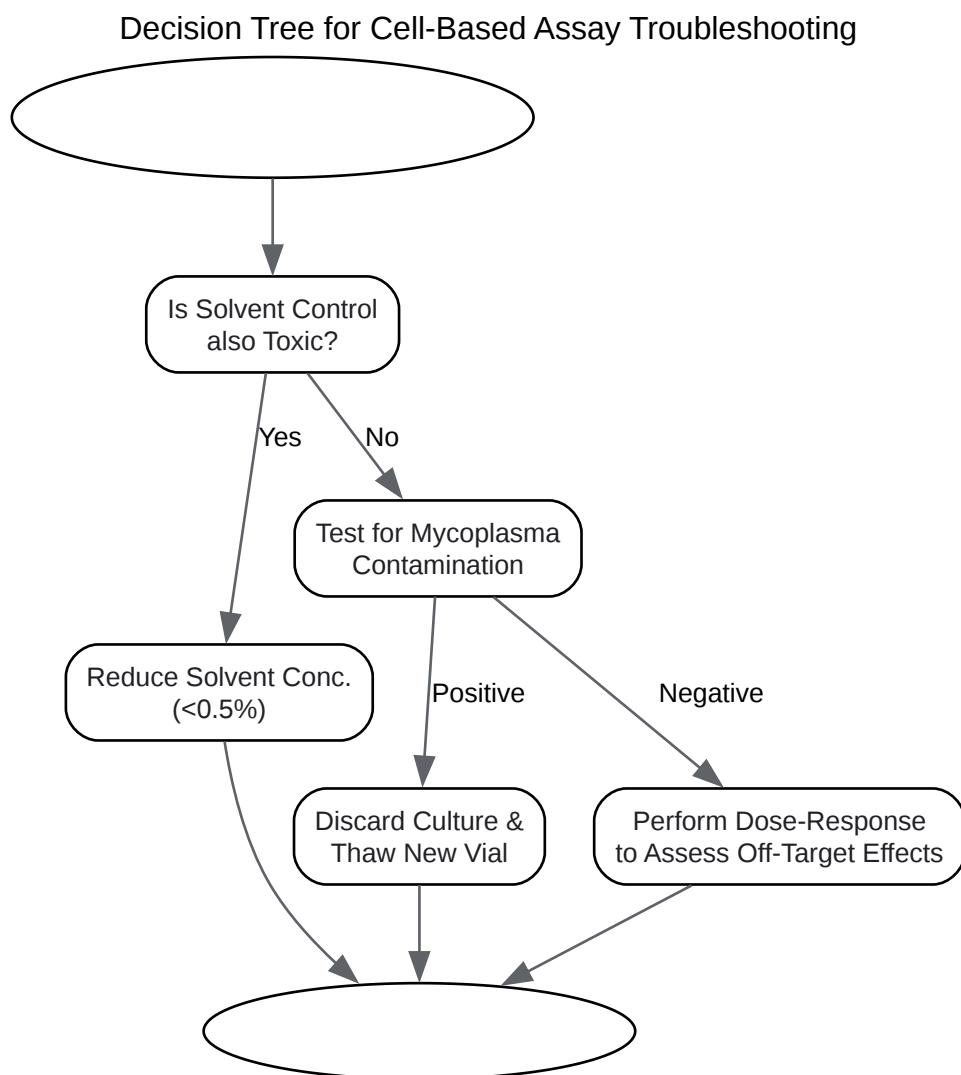 Decision Tree for Cell-Based Assay Troubleshooting
Is Solvent Control
also Toxic?
Yes
No
Test for Mycoplasma
Contamination
Reduce Solvent Conc.
(<0.5%)
Positive
Negative
Discard Culture &
Thaw New Vial
Perform Dose-Response
to Assess Off-Target Effects